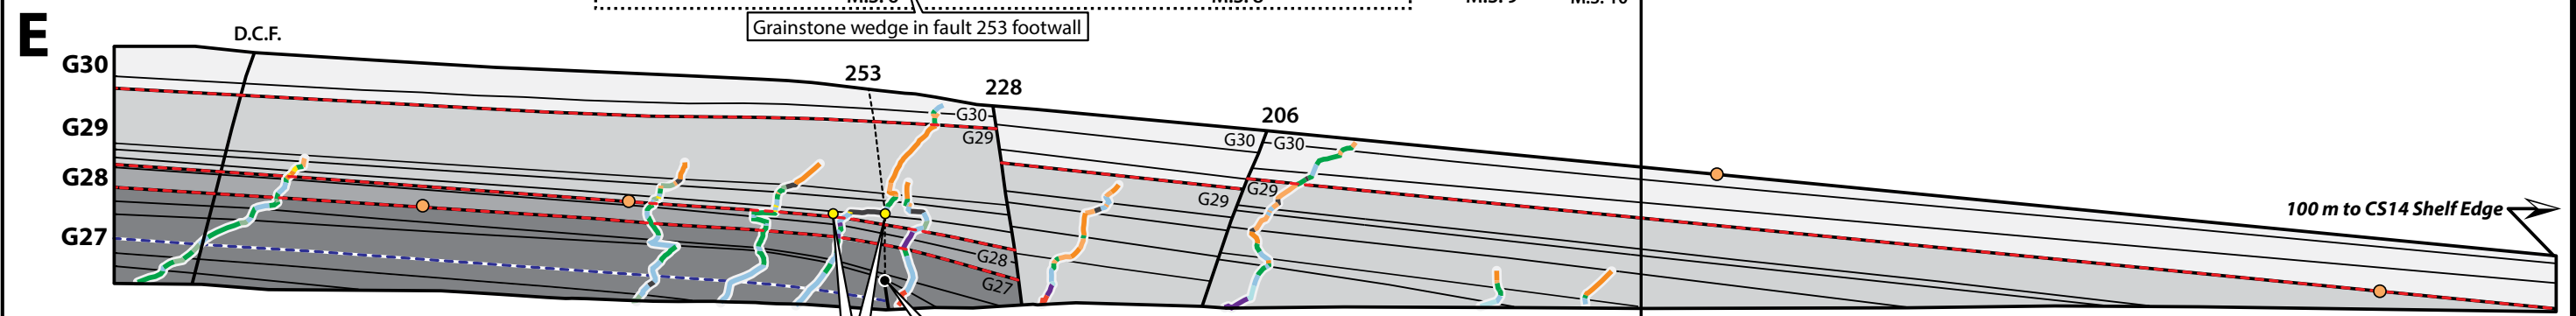 E
Grainstone wedge in fault 253 footwall
D.C.F.
G30
253
228
206
G30
G29
G29
G30 G30
G28
G29
G29
100 m to CS14 Shelf Edge
G27
G28
G27